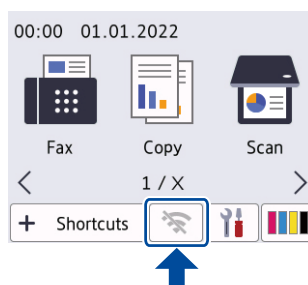 00:00 01.01.2022
Fax Copy Scan
< 1 / X >
+ Shortcuts